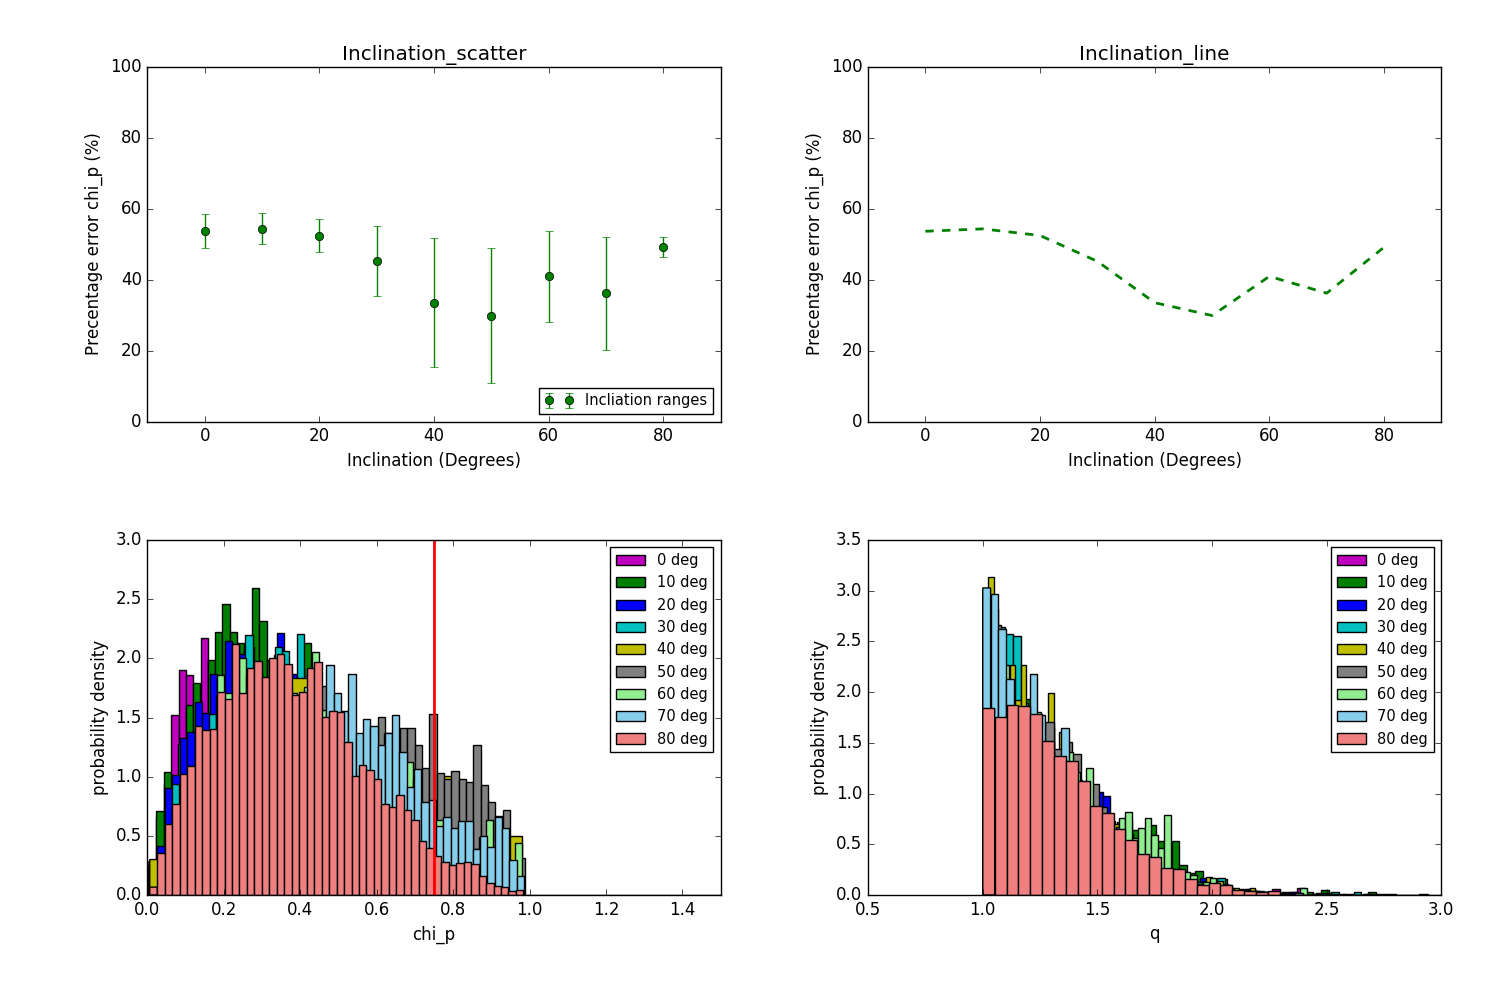 Inclination_scatter
100
80
60
40
20
0
Precentage error chi_p (%)
0 20 40 60 80
Inclination (Degrees)
Incliation ranges
Inclination_line
100
80
60
40
20
0
Precentage error chi_p (%)
0 20 40 60 80
Inclination (Degrees)
3.0
2.5
2.0
1.5
1.0
0.5
0.0
probability density
0.0 0.2 0.4 0.6 0.8 1.0 1.2 1.4
chi_p
0 deg
10 deg
20 deg
30 deg
40 deg
50 deg
60 deg
70 deg
80 deg
3.5
3.0
2.5
2.0
1.5
1.0
0.5
0.0
probability density
0.5 1.0 1.5 2.0 2.5 3.0
q
0 deg
10 deg
20 deg
30 deg
40 deg
50 deg
60 deg
70 deg
80 deg